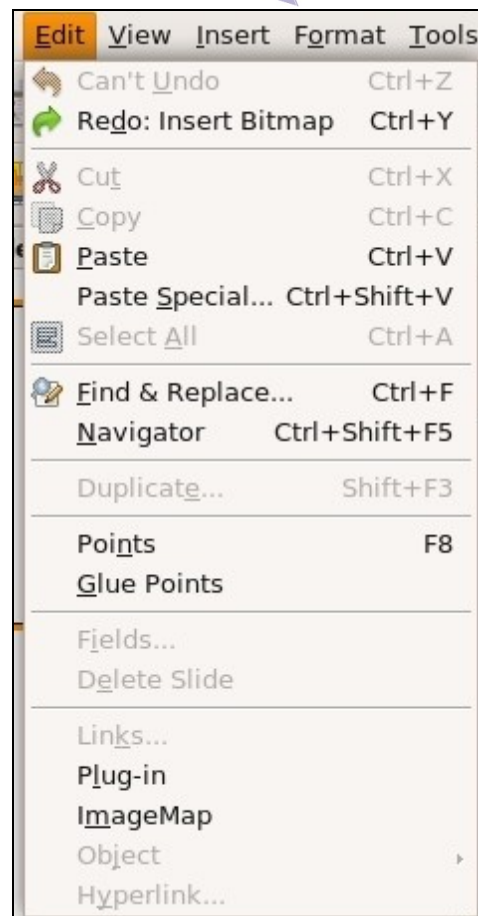 Edit View Insert Format Tools
Can't Undo Ctrl+Z
Redo: Insert Bitmap Ctrl+Y
Cut Ctrl+X
Copy Ctrl+C
Paste Ctrl+V
Paste Special... Ctrl+Shift+V
Select All Ctrl+A
Find & Replace... Ctrl+F
Navigator Ctrl+Shift+F5
Duplicate... Shift+F3
Points F8
Glue Points
Fields...
Delete Slide
Links...
Plug-in
ImageMap
Object
Hyperlink...